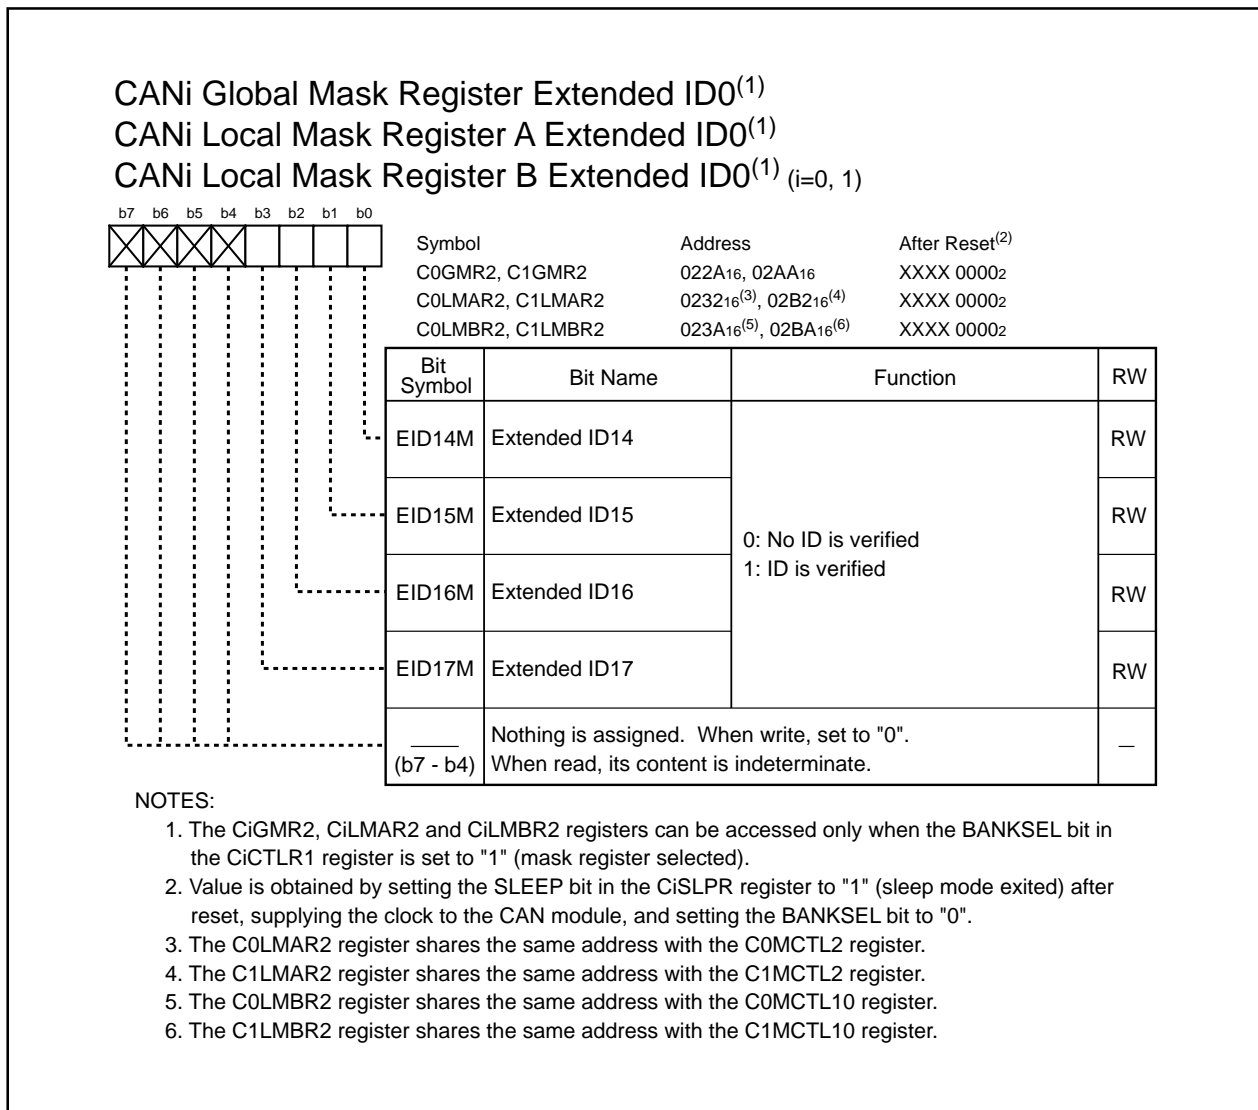 CANi Global Mask Register Extended ID0(1)
CANi Local Mask Register A Extended ID0(1)
CANi Local Mask Register B Extended ID0(1) (i=0, 1)
b7 b6 b5 b4 b3 b2 b1 b0
Symbol Address After Reset(2)
C0GMR2, C1GMR2 022A16, 02AA16 XXXX 00002
C0LMAR2, C1LMAR2 023216(3), 02B216(4) XXXX 00002
C0LMBR2, C1LMBR2 023A16(5), 02BA16(6) XXXX 00002
Bit Symbol Bit Name Function RW
EID14M Extended ID14 RW
EID15M Extended ID15 RW
0: No ID is verified
1: ID is verified
EID16M Extended ID16 RW
EID17M Extended ID17 RW
(b7 - b4) Nothing is assigned. When write, set to "0". –
When read, its content is indeterminate.
NOTES:
1. The CiGMR2, CiLMAR2 and CiLMBR2 registers can be accessed only when the BANKSEL bit in
the CiCTLR1 register is set to "1" (mask register selected).
2. Value is obtained by setting the SLEEP bit in the CiSLPR register to "1" (sleep mode exited) after
reset, supplying the clock to the CAN module, and setting the BANKSEL bit to "0".
3. The C0LMAR2 register shares the same address with the C0MCTL2 register.
4. The C1LMAR2 register shares the same address with the C1MCTL2 register.
5. The C0LMBR2 register shares the same address with the C0MCTL10 register.
6. The C1LMBR2 register shares the same address with the C1MCTL10 register.